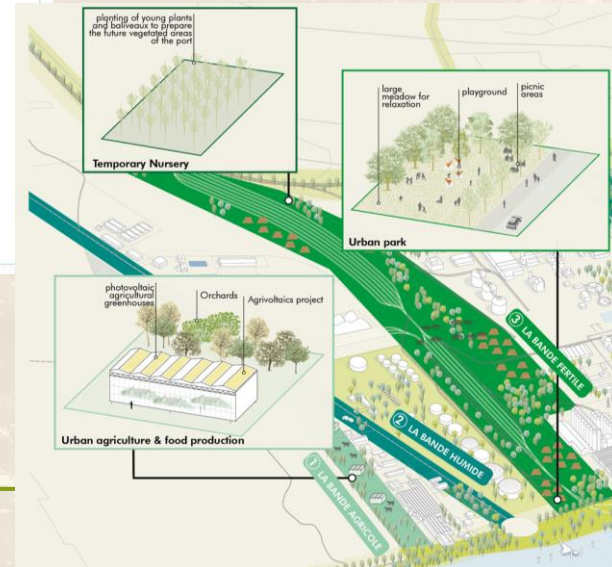 planting of young plants
and baliveaux to prepare
the future vegetated areas
of the port
Temporary Nursery
large
meadow for
relaxation
playground
picnic
areas
Urban park
photovoltaic
agricultural
greenhouses
Orchards
Agrivoltaics project
Urban agriculture & food production
① LA BANDE AGRICOLE
② LA BANDE HUMIDE
③ LA BANDE FERTILE